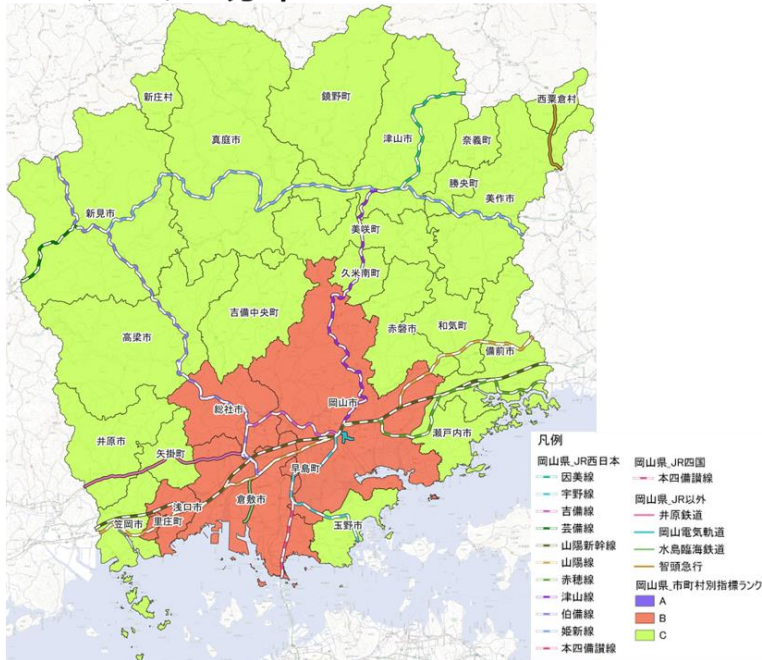 新庄村
鏡野町
西粟倉村
真庭市
津山市
奈義町
勝央町
美作市
新見市
美咲町
久米南町
吉備中央町
高梁市
赤磐市
和気町
備前市
総社市
岡山市
井原市
矢掛町
瀬戸内市
早島町
倉敷市
浅口市
里庄町
笠岡市
玉野市
凡例
岡山県_JR西日本
因美線
宇野線
吉備線
芸備線
山陽新幹線
山陽線
赤穂線
津山線
伯備線
姫新線
本四備讃線
岡山県_JR四国
本四備讃線
岡山県_JR以外
井原鉄道
岡山電気軌道
水島臨海鉄道
智頭急行
岡山県_市町村別指標ランク
A
B
C